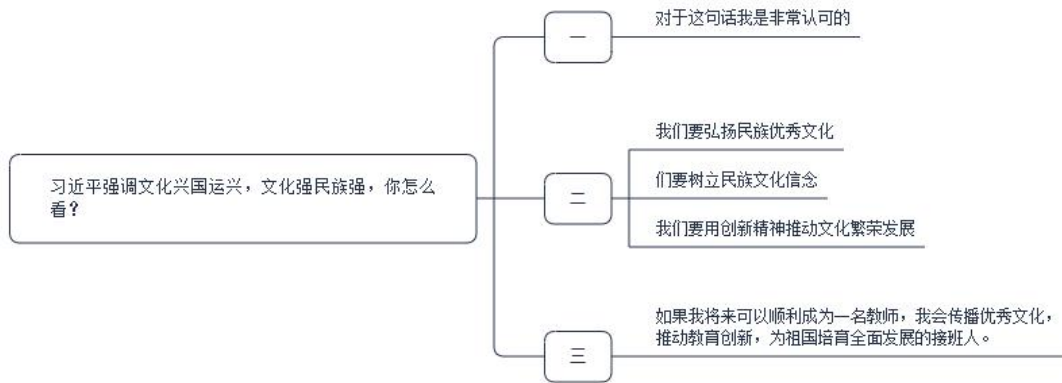 习近平强调文化兴国运兴，文化强民族强，你怎么
看？
一
对于这句话我是非常认可的
二
我们要弘扬民族优秀文化
们要树立民族文化信念
我们要用创新精神推动文化繁荣发展
三
如果我将来可以顺利成为一名教师，我会传播优秀文化，
推动教育创新，为祖国培育全面发展的接班人。